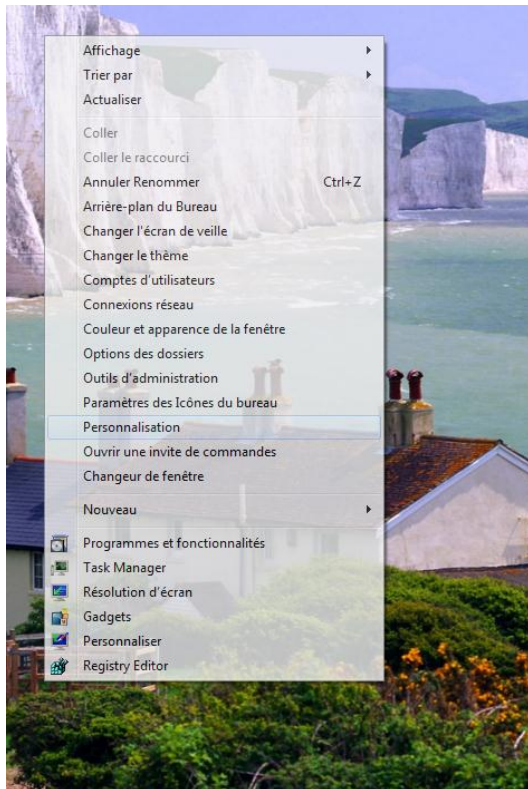 Affichage
Trier par
Actualiser
Coller
Coller le raccourci
Annuler Renommer Ctrl+Z
Arrière-plan du Bureau
Changer l'écran de veille
Changer le thème
Comptes d'utilisateurs
Connexions réseau
Couleur et apparence de la fenêtre
Options des dossiers
Outils d'administration
Paramètres des Icônes du bureau
Personnalisation
Ouvrir une invite de commandes
Changeur de fenêtre
Nouveau
Programmes et fonctionnalités
Task Manager
Résolution d'écran
Gadgets
Personnaliser
Registry Editor